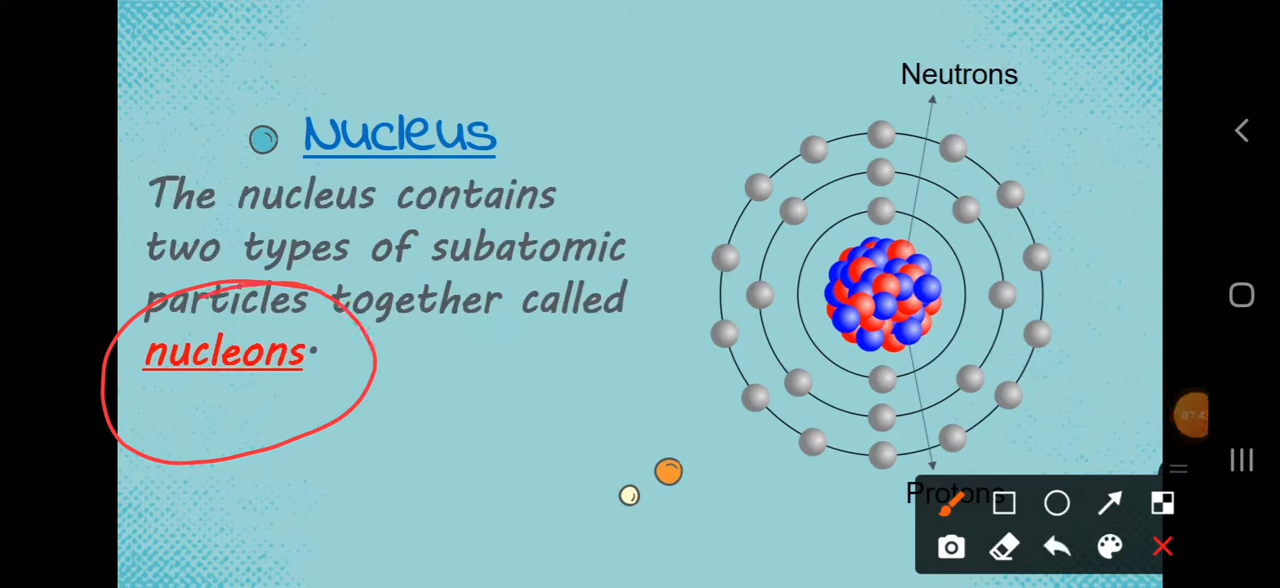 Neutrons
Nucleus
The nucleus contains
two types of subatomic
particles together called
nucleons.
Protons